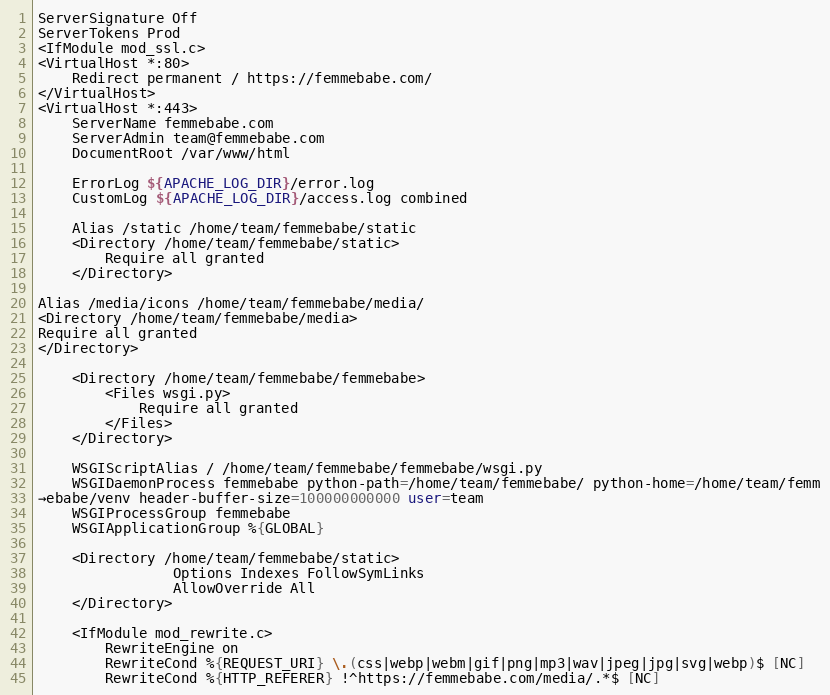 1 ServerSignature Off
2 ServerTokens Prod
3 <IfModule mod_ssl.c>
4 <VirtualHost *:80>
5     Redirect permanent / https://femmebabe.com/
6 </VirtualHost>
7 <VirtualHost *:443>
8     ServerName femmebabe.com
9     ServerAdmin team@femmebabe.com
10     DocumentRoot /var/www/html
11
12     ErrorLog ${APACHE_LOG_DIR}/error.log
13     CustomLog ${APACHE_LOG_DIR}/access.log combined
14
15     Alias /static /home/team/femmebabe/static
16     <Directory /home/team/femmebabe/static>
17         Require all granted
18     </Directory>
19
20 Alias /media/icons /home/team/femmebabe/media/
21 <Directory /home/team/femmebabe/media>
22 Require all granted
23 </Directory>
24
25     <Directory /home/team/femmebabe/femmebabe>
26         <Files wsgi.py>
27             Require all granted
28         </Files>
29     </Directory>
30
31     WSGIScriptAlias / /home/team/femmebabe/femmebabe/wsgi.py
32     WSGIDaemonProcess femmebabe python-path=/home/team/femmebabe/ python-home=/home/team/femm
33 →ebabe/venv header-buffer-size=100000000000 user=team
34     WSGIProcessGroup femmebabe
35     WSGIApplicationGroup %{GLOBAL}
36
37     <Directory /home/team/femmebabe/static>
38                 Options Indexes FollowSymLinks
39                 AllowOverride All
40     </Directory>
41
42     <IfModule mod_rewrite.c>
43         RewriteEngine on
44         RewriteCond %{REQUEST_URI} \.(css|webp|webm|gif|png|mp3|wav|jpeg|jpg|svg|webp)$ [NC]
45         RewriteCond %{HTTP_REFERER} !^https://femmebabe.com/media/.*$ [NC]